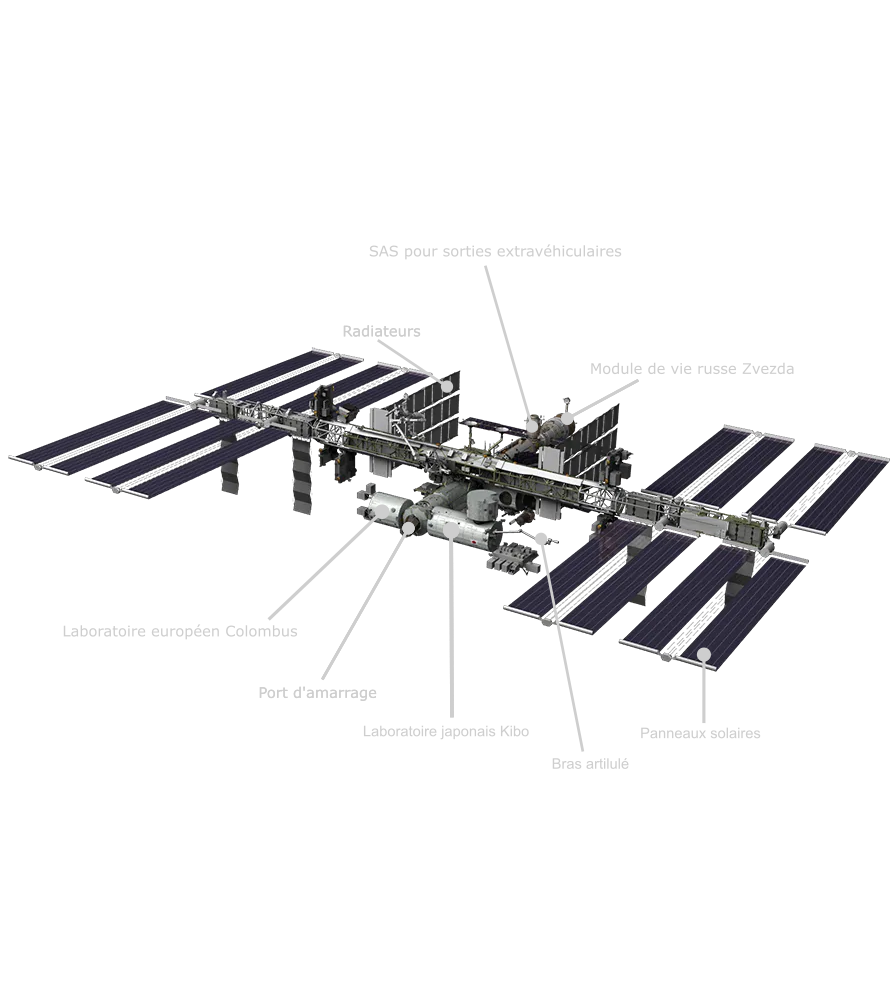 SAS pour sorties extravéhiculaires
Radiateurs
Module de vie russe Zvezda
Laboratoire européen Colombus
Port d'amarrage
Laboratoire japonais Kibo
Panneaux solaires
Bras artilulé